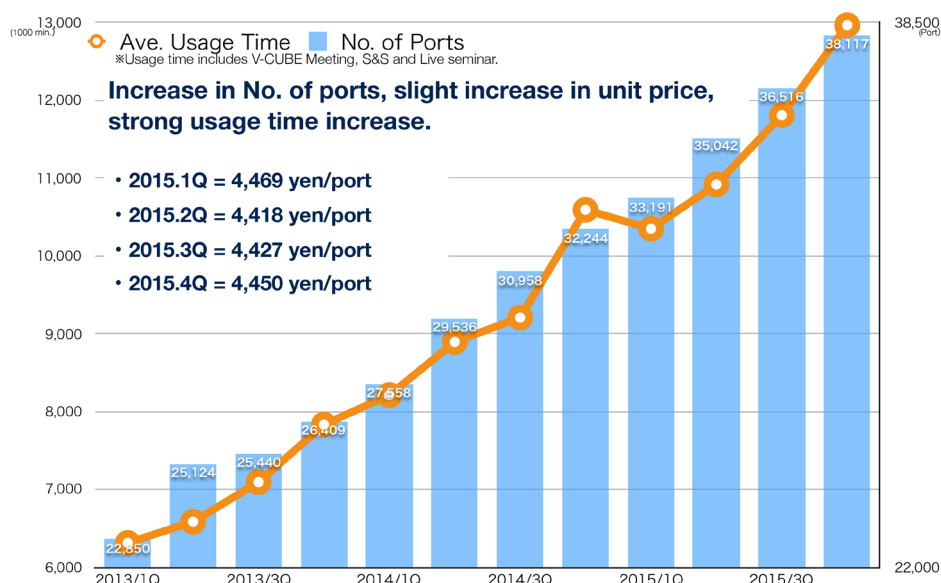 13,000
(1000 min.)
38,500
(Port)
Ave. Usage Time No. of Ports
※Usage time includes V-CUBE Meeting, S&S and Live seminar.
Increase in No. of ports, slight increase in unit price,
strong usage time increase.
・2015.1Q = 4,469 yen/port
・2015.2Q = 4,418 yen/port
・2015.3Q = 4,427 yen/port
・2015.4Q = 4,450 yen/port
12,000
11,000
10,000
9,000
8,000
7,000
6,000
22,850
25,124
25,440
26,409
27,558
29,536
30,958
32,244
33,191
35,042
36,516
38,117
22,000
2013/1Q
2013/3Q
2014/1Q
2014/3Q
2015/1Q
2015/3Q